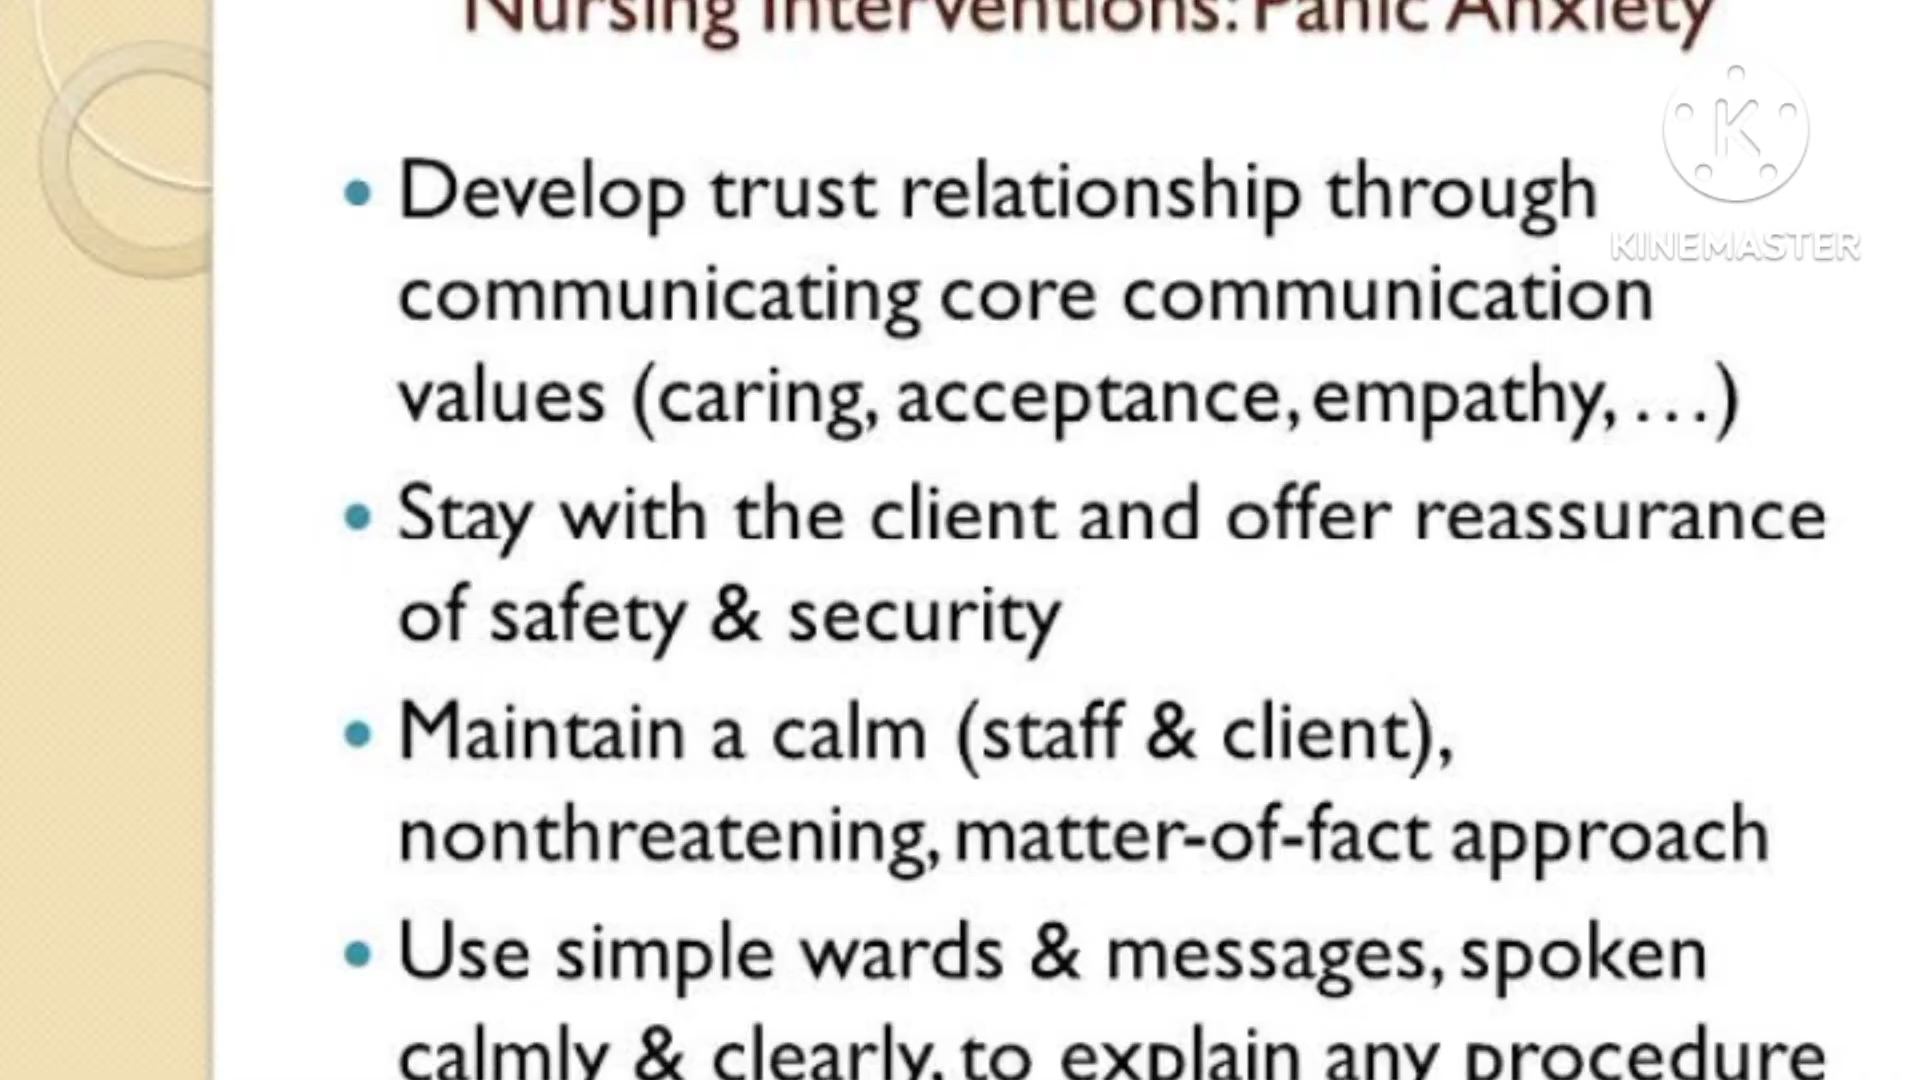 Nursing Interventions: Panic Anxiety
K
KINEMASTER
• Develop trust relationship through
communicating core communication
values (caring, acceptance, empathy, …)
• Stay with the client and offer reassurance
of safety & security
• Maintain a calm (staff & client),
nonthreatening, matter-of-fact approach
• Use simple wards & messages, spoken
calmly & clearly, to explain any procedure